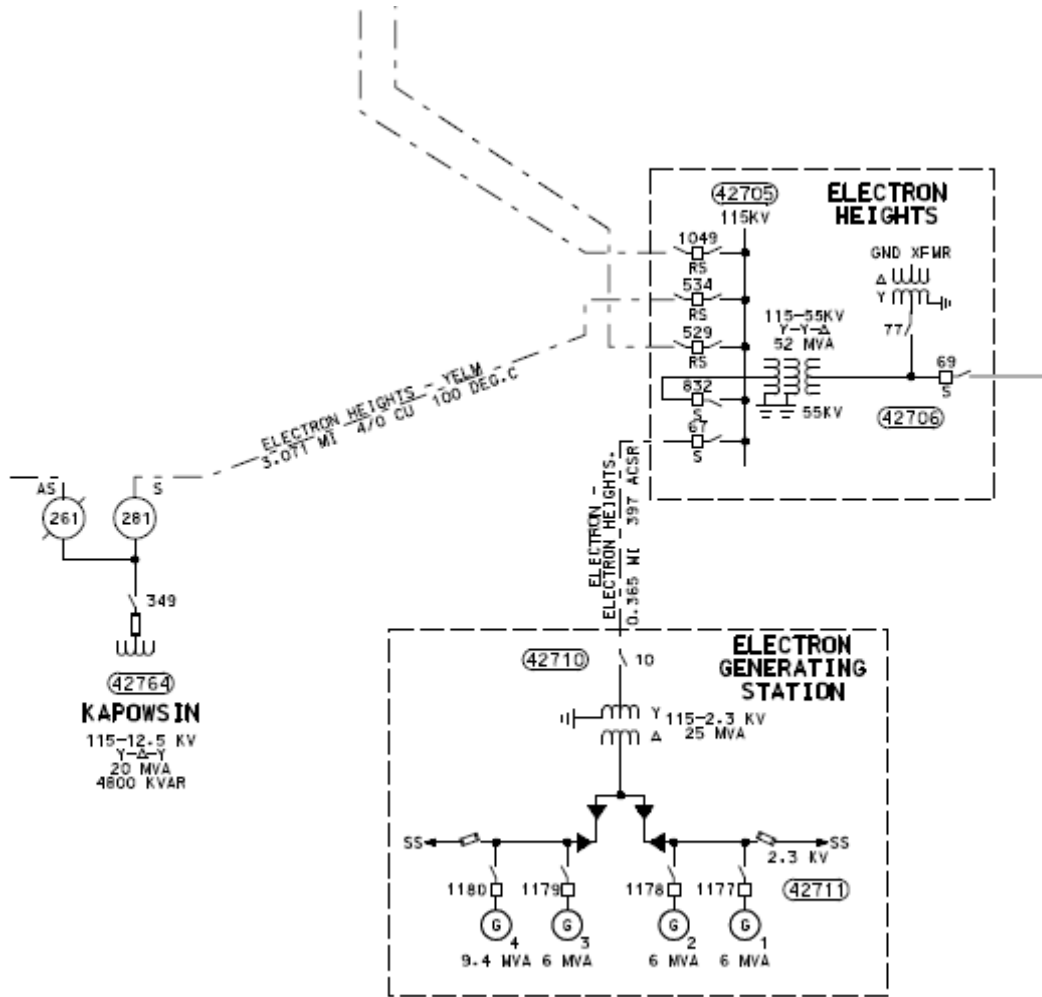 42705
115KV
ELECTRON
HEIGHTS
1049
RS
534
RS
529
RS
832
S
67
S
GND XFMR
Δ
Y
77
115-55KV
Y-Y-Δ
52 MVA
55KV
69
S
42706
ELECTRON HEIGHTS - YELM
3.071 MI 4/0 CU 100 DEG.C
AS
S
261
281
349
42764
KAPOWSIN
115-12.5 KV
Y-Δ-Y
20 MVA
4800 KVAR
ELECTRON -
ELECTRON HEIGHTS.
0.365 MI 397 ACSR
42710
10
ELECTRON
GENERATING
STATION
Y
Δ
115-2.3 KV
25 MVA
SS
SS
2.3 KV
1180
1179
1178
1177
42711
G
G
G
G
4
3
2
1
9.4 MVA
6 MVA
6 MVA
6 MVA